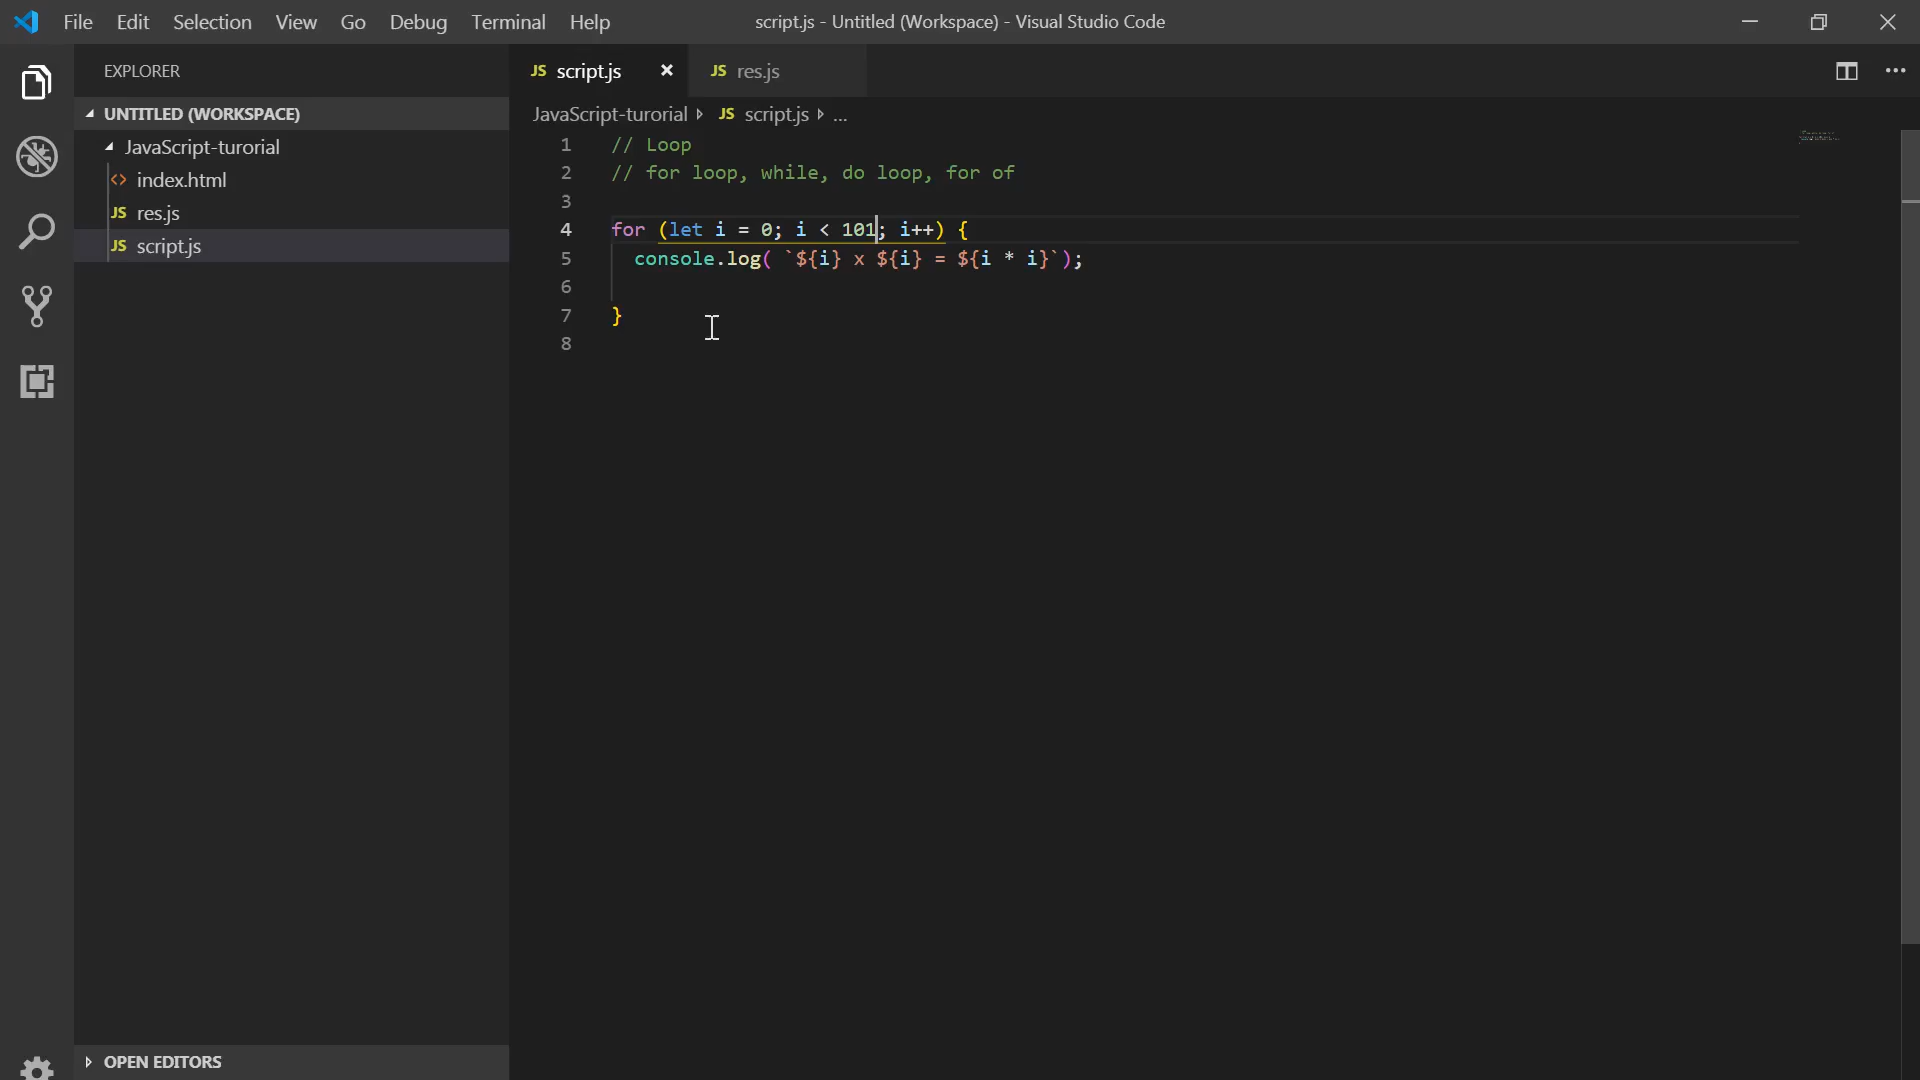 File Edit Selection View Go Debug Terminal Help script.js - Untitled (Workspace) - Visual Studio Code
EXPLORER
UNTITLED (WORKSPACE)
JavaScript-turorial
<> index.html
JS res.js
JS script.js
OPEN EDITORS
JS script.js × JS res.js
JavaScript-turorial JS script.js ...
1 // Loop
2 // for loop, while, do loop, for of
3
4 for (let i = 0; i < 101; i++) {
5 console.log( `${i} x ${i} = ${i * i}`);
6
7 }
8